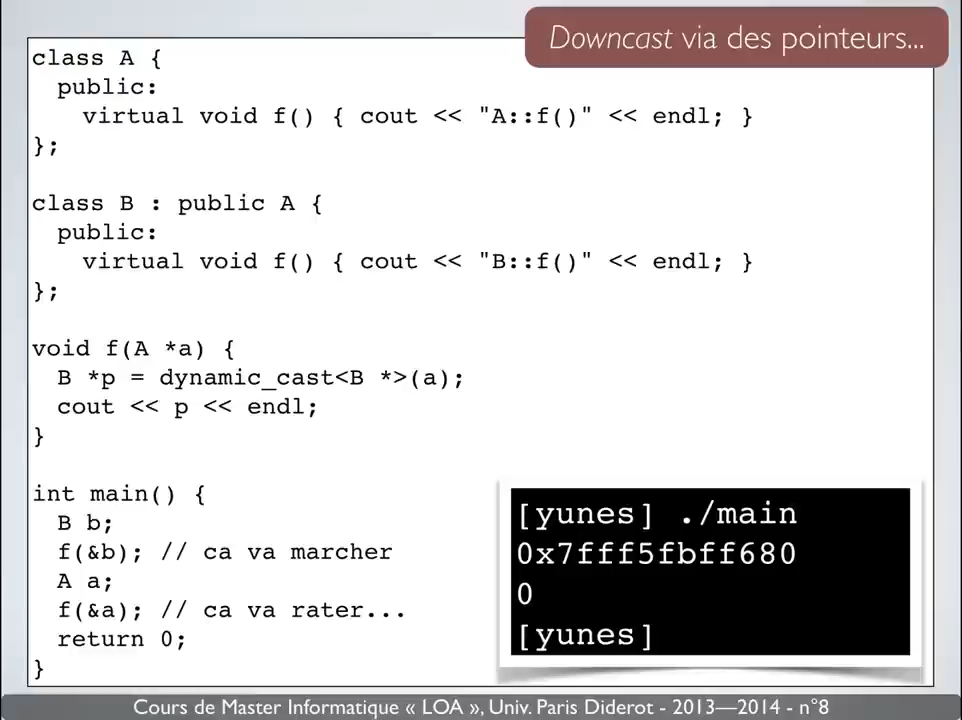 Downcast via des pointeurs...
class A {
  public:
    virtual void f() { cout << "A::f()" << endl; }
};

class B : public A {
  public:
    virtual void f() { cout << "B::f()" << endl; }
};

void f(A *a) {
  B *p = dynamic_cast<B *>(a);
  cout << p << endl;
}

int main() {
  B b;
  f(&b); // ca va marcher
  A a;
  f(&a); // ca va rater...
  return 0;
}
[yunes] ./main
0x7fff5fbff680
0
[yunes]
Cours de Master Informatique « LOA », Univ. Paris Diderot - 2013—2014 - n°8